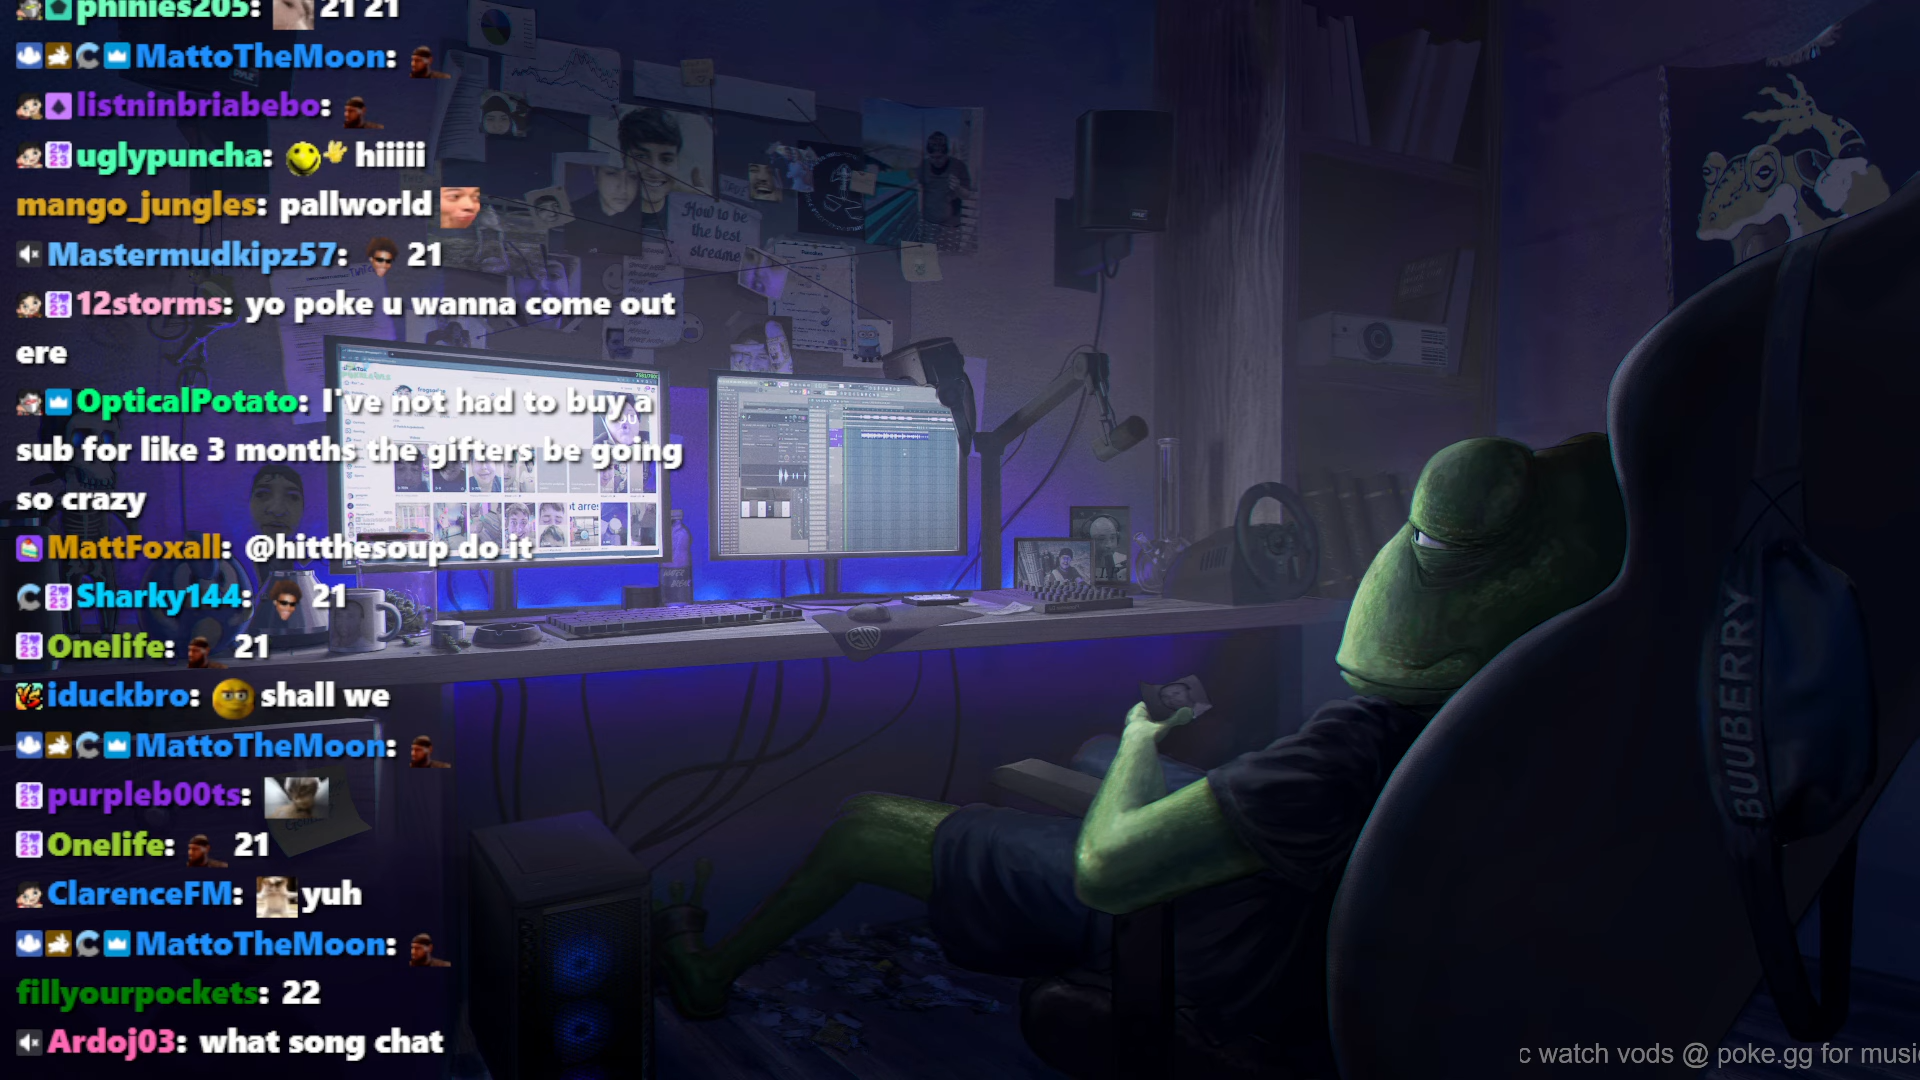 phinies205: 21 21
MattoTheMoon:
listninbriabebo:
uglypuncha: hiiiii
mango_jungles: pallworld
Mastermudkipz57: 21
12storms: yo poke u wanna come out
ere
OpticalPotato: I've not had to buy a
sub for like 3 months the gifters be going
so crazy
MattFoxall: @hitthesoup do it
Sharky144: 21
Onelife: 21
iduckbro: shall we
MattoTheMoon:
purpleb00ts:
Onelife: 21
ClarenceFM: yuh
MattoTheMoon:
fillyourpockets: 22
Ardoj03: what song chat
How to be
the best
streame
BUUBERRY
c watch vods @ poke.gg for music